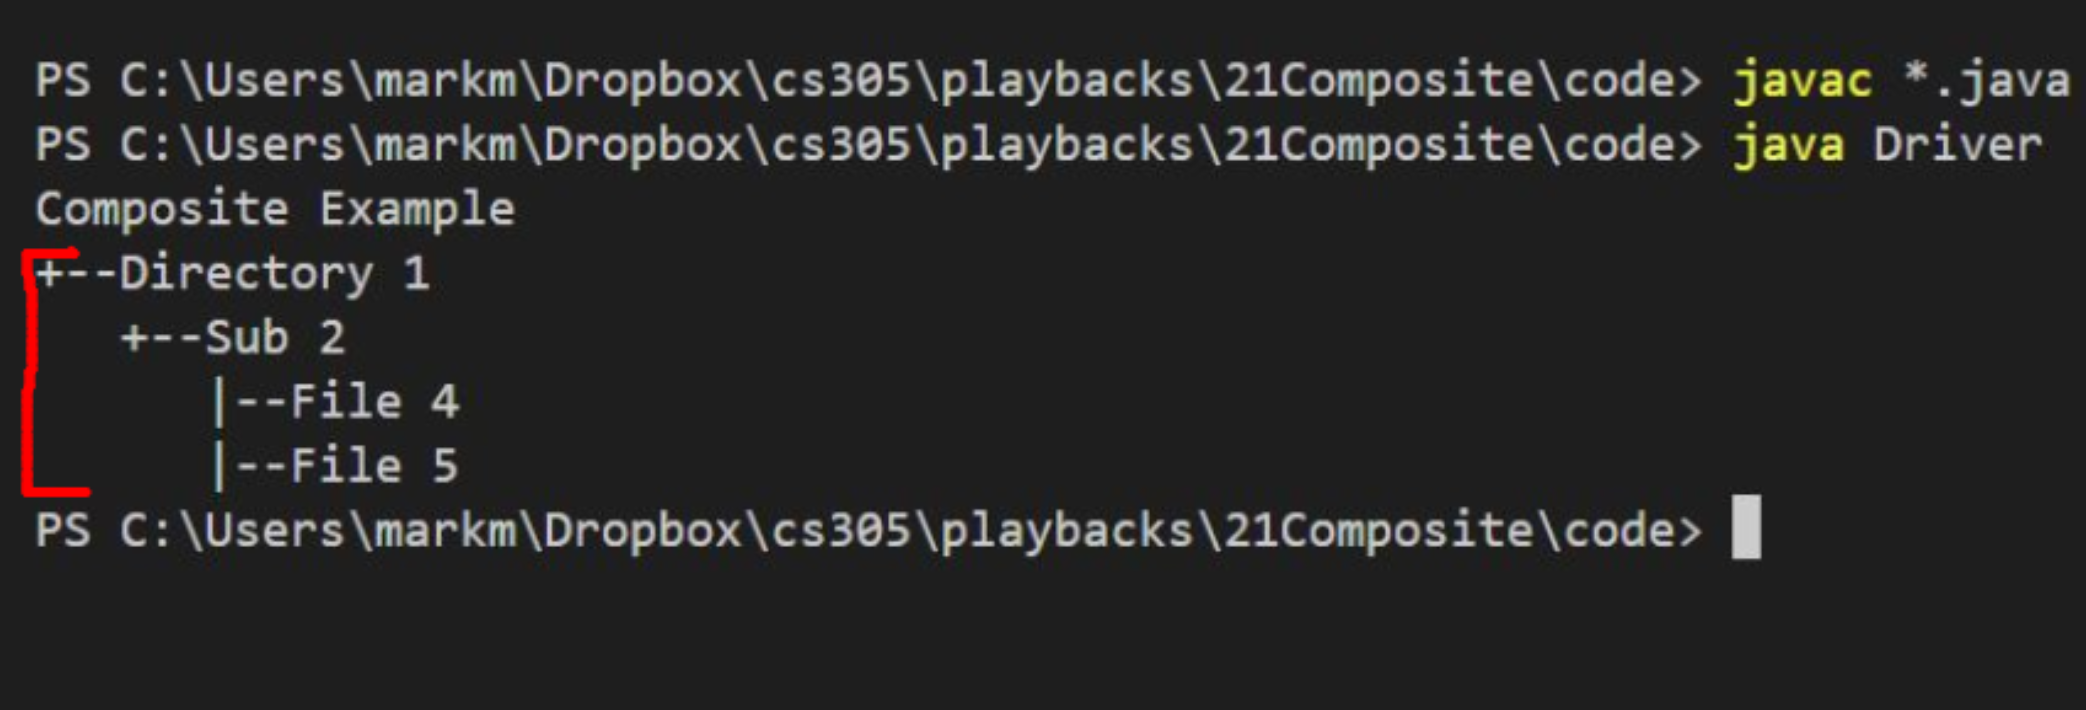 PS C:\Users\markm\Dropbox\cs305\playbacks\21Composite\code> javac *.java
PS C:\Users\markm\Dropbox\cs305\playbacks\21Composite\code> java Driver
Composite Example
+--Directory 1
   +--Sub 2
      |--File 4
      |--File 5
PS C:\Users\markm\Dropbox\cs305\playbacks\21Composite\code>